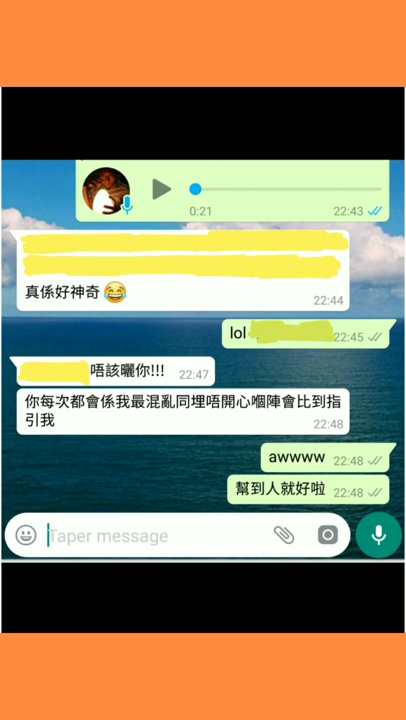 0:21
22:43
真係好神奇 😂
22:44
lol
22:45
唔該曬你!!!
22:47
你每次都會係我最混亂同埋唔開心嗰陣會比到指
引我
22:48
awwww
22:48
幫到人就好啦
22:48
Taper message